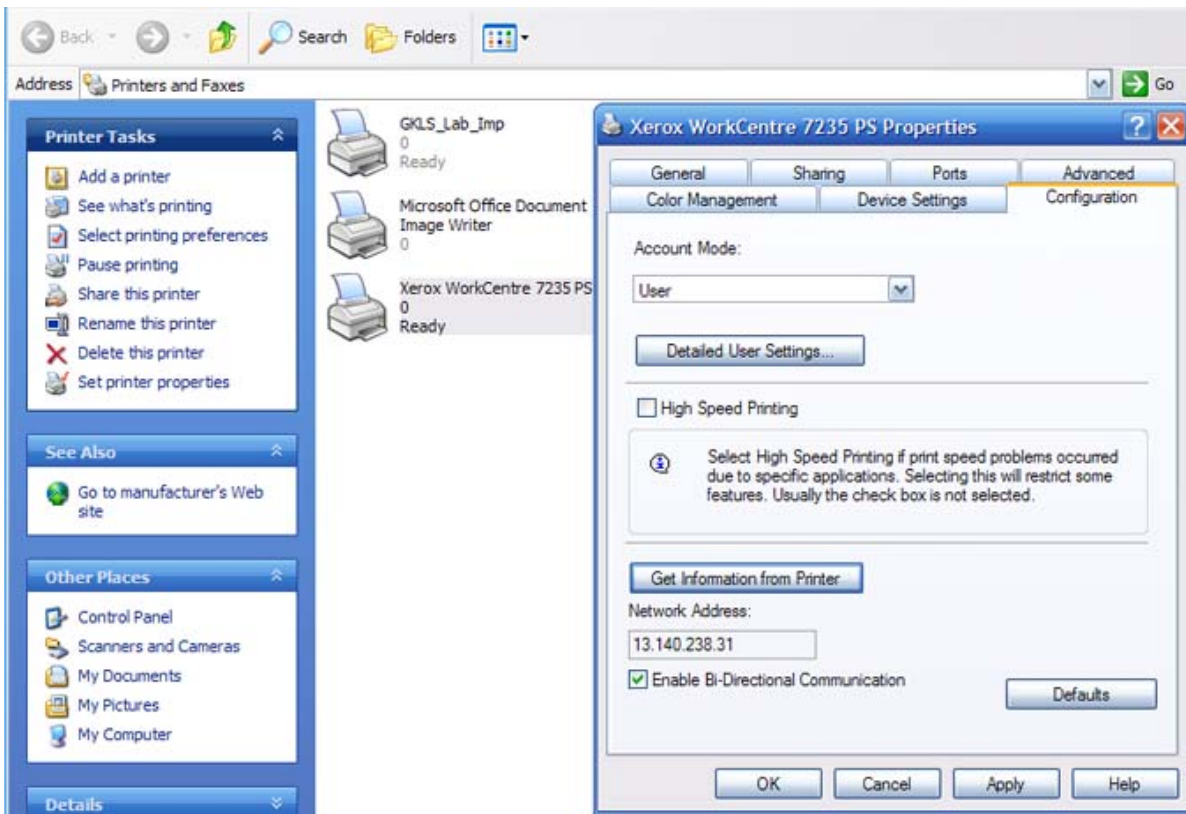 Back
Search
Folders
Address
Printers and Faxes
Go
Printer Tasks
Add a printer
See what's printing
Select printing preferences
Pause printing
Share this printer
Rename this printer
Delete this printer
Set printer properties
See Also
Go to manufacturer's Web
site
Other Places
Control Panel
Scanners and Cameras
My Documents
My Pictures
My Computer
Details
GKLS_Lab_Imp
0
Ready
Microsoft Office Document
Image Writer
0
Xerox WorkCentre 7235 PS
0
Ready
Xerox WorkCentre 7235 PS Properties
General Sharing Ports Advanced
Color Management Device Settings Configuration
Account Mode:
User
Detailed User Settings...
High Speed Printing
Select High Speed Printing if print speed problems occurred
due to specific applications. Selecting this will restrict some
features. Usually the check box is not selected.
Get Information from Printer
Network Address:
13.140.238.31
Enable Bi-Directional Communication
Defaults
OK Cancel Apply Help